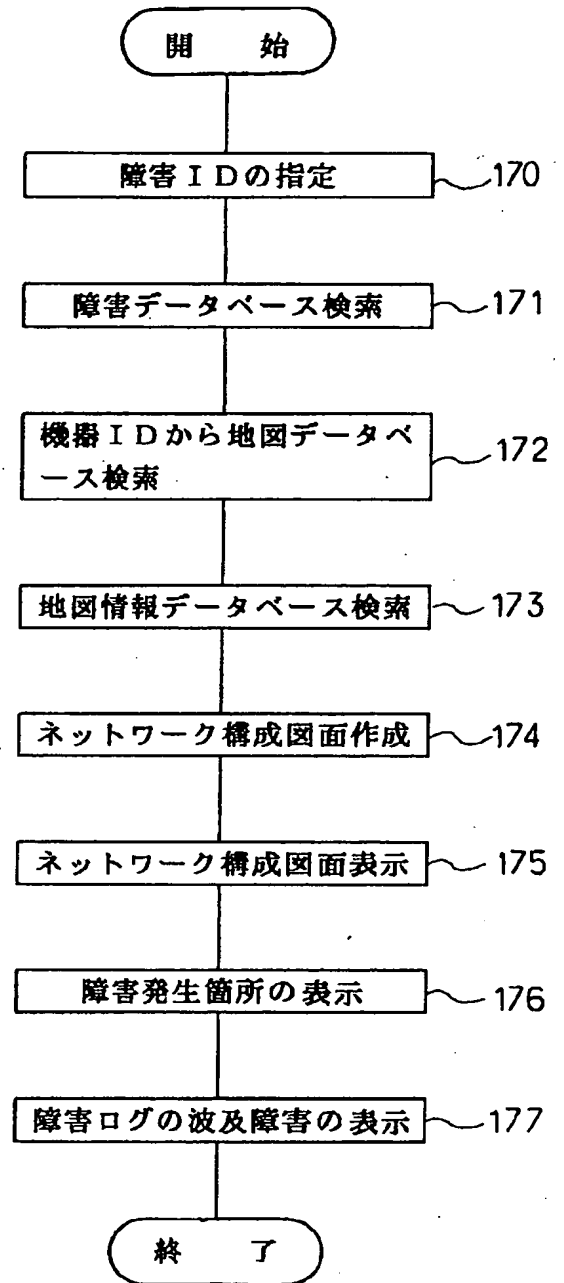 開 始
障害IDの指定 170
障害データベース検索 171
機器IDから地図データベ
ース検索 172
地図情報データベース検索 173
ネットワーク構成図面作成 174
ネットワーク構成図面表示 175
障害発生箇所の表示 176
障害ログの波及障害の表示 177
終 了